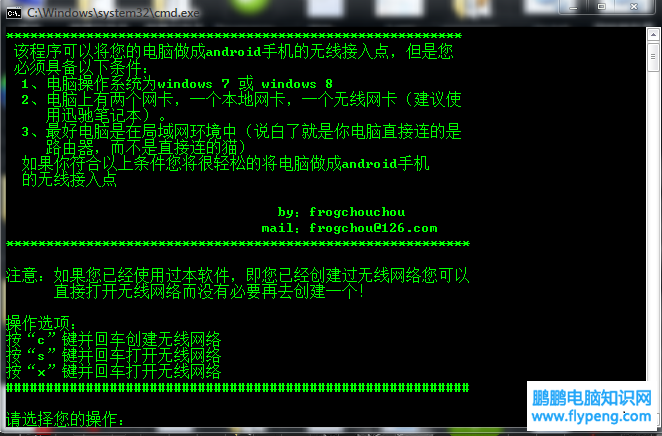 C:\Windows\system32\cmd.exe
**********************************************************
该程序可以将您的电脑做成android手机的无线接入点，但是您
必须具备以下条件：
1、电脑操作系统为windows 7 或 windows 8
2、电脑上有两个网卡，一个本地网卡，一个无线网卡（建议使
用迅驰笔记本）。
3、最好电脑是在局域网环境中（说白了就是你电脑直接连的是
路由器，而不是直接连的猫）
如果你符合以上条件您将很轻松的将电脑做成android手机
的无线接入点
by: frogchouchou
mail: frogchou@126.com
**********************************************************
注意：如果您已经使用过本软件，即您已经创建过无线网络您可以
直接打开无线网络而没有必要再去创建一个！
操作选项：
按“c”键并回车创建无线网络
按“s”键并回车打开无线网络
按“x”键并回车打开无线网络
##########################################################
请选择您的操作：
鹏鹏电脑知识网
www.flypeng.com